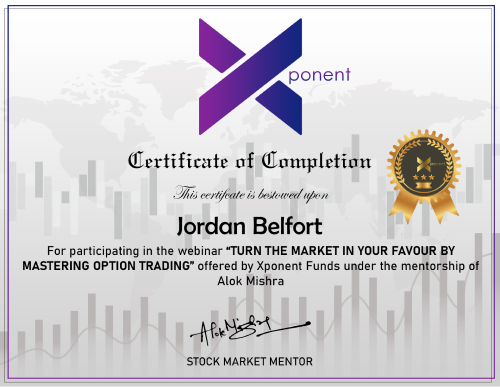 Xponent
Certificate of Completion
This certifcate is bestowed upon
Jordan Belfort
For participating in the webinar “TURN THE MARKET IN YOUR FAVOUR BY
MASTERING OPTION TRADING” offered by Xponent Funds under the mentorship of
Alok Mishra
Alok Mishra
STOCK MARKET MENTOR